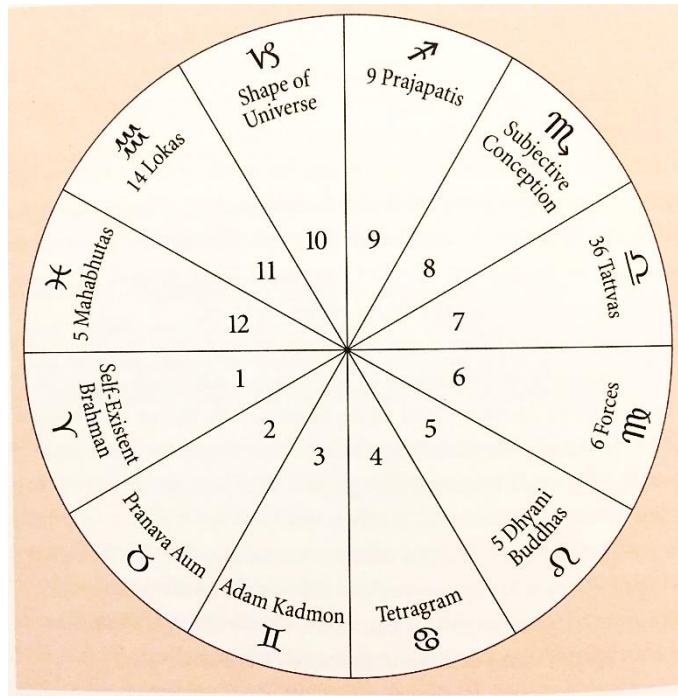 ♑
Shape of
Universe
♐
9 Prajapatis
♏
Subjective
Conception
♎
36 Tattvas
♍
6 Forces
♌
5 Dhyani
Buddhas
♋
Tetragram
♊
Adam Kadmon
♉
Pranava Aum
♈
Self-Existent
Brahman
♓
5 Mahabhutas
♒
14 Lokas
10
9
8
7
6
5
4
3
2
1
12
11